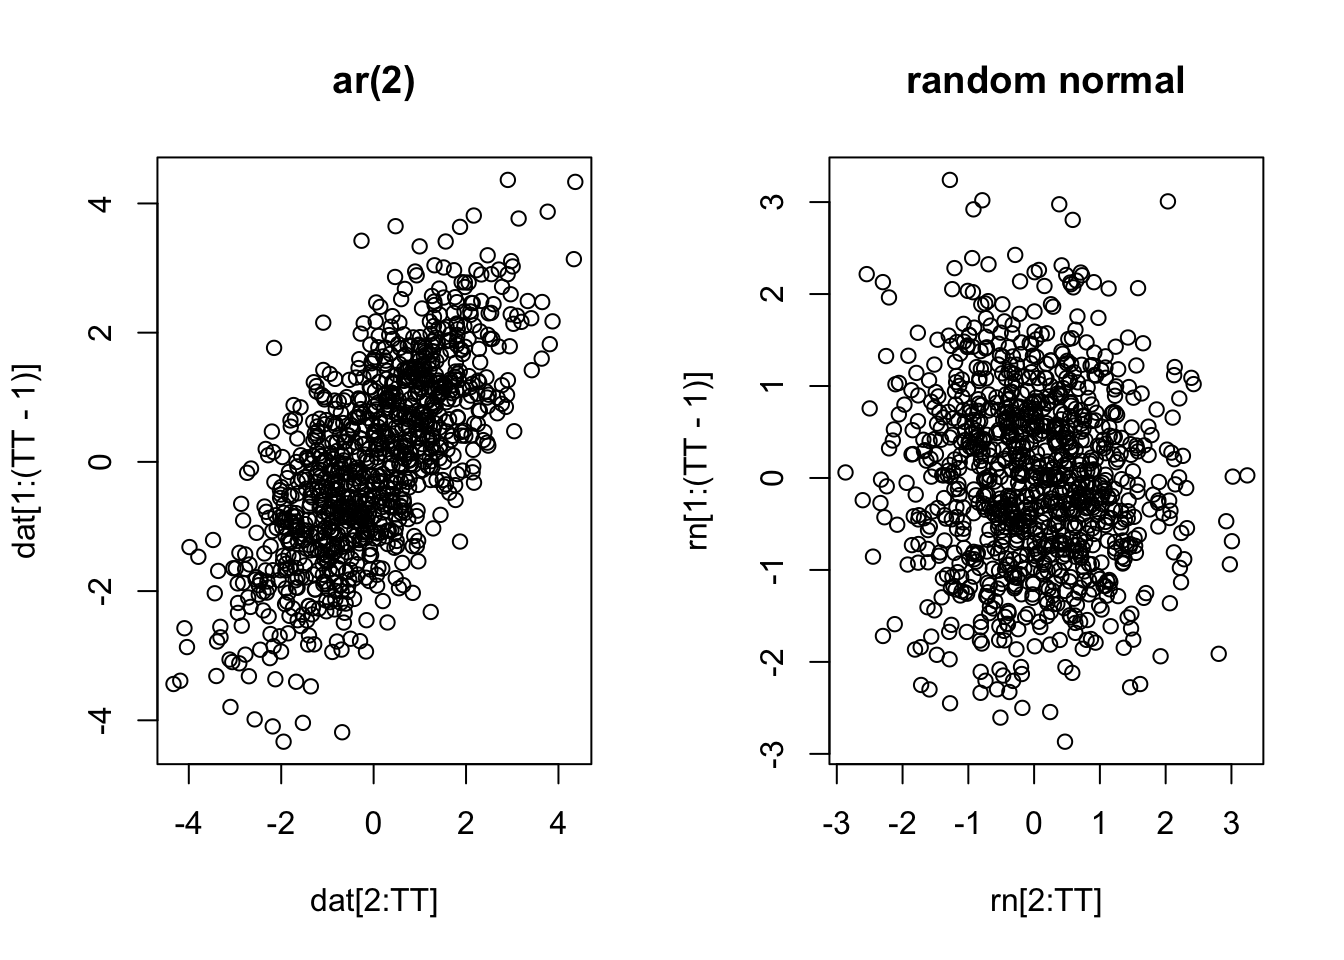 ar(2)
dat[1:(TT - 1)]
4
2
0
-2
-4
-4 -2 0 2 4
dat[2:TT]
random normal
rn[1:(TT - 1)]
3
2
1
0
-1
-2
-3
-3 -2 -1 0 1 2 3
rn[2:TT]